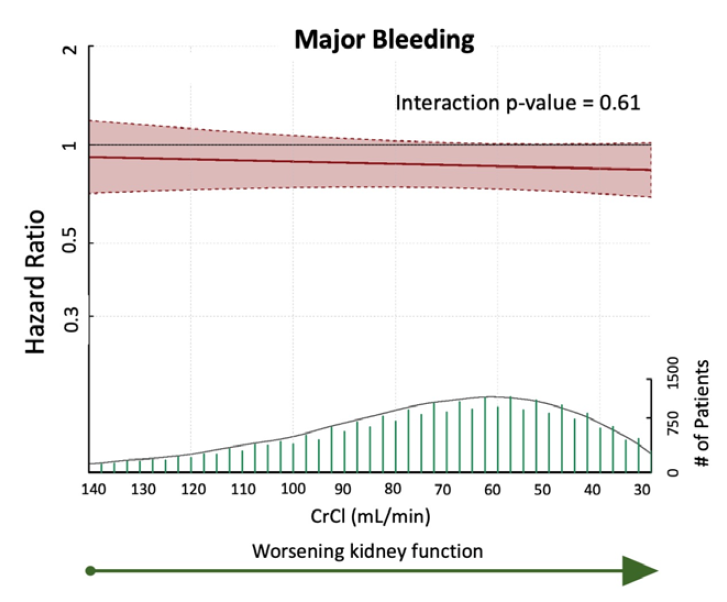 Major Bleeding
Interaction p-value = 0.61
Hazard Ratio
2
1
0.5
0.3
# of Patients
1500
750
0
140 130 120 110 100 90 80 70 60 50 40 30
CrCl (mL/min)
Worsening kidney function